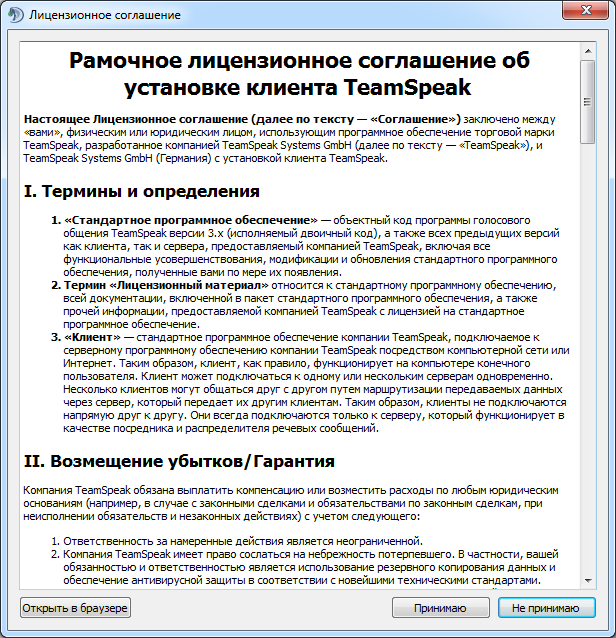 Лицензионное соглашение
Рамочное лицензионное соглашение об
установке клиента TeamSpeak
Настоящее Лицензионное соглашение (далее по тексту — «Соглашение») заключено между
«вами», физическим или юридическим лицом, использующим программное обеспечение торговой марки
TeamSpeak, разработанное компанией TeamSpeak Systems GmbH (далее по тексту — «TeamSpeak»), и
TeamSpeak Systems GmbH (Германия) с установкой клиента TeamSpeak.
I. Термины и определения
1. «Стандартное программное обеспечение» — объектный код программы голосового
общения TeamSpeak версии 3.x (исполняемый двоичный код), а также всех предыдущих версий
как клиента, так и сервера, предоставляемый компанией TeamSpeak, включая все
функциональные усовершенствования, модификации и обновления стандартного программного
обеспечения, полученные вами по мере их появления.
2. Термин «Лицензионный материал» относится к стандартному программному обеспечению,
всей документации, включенной в пакет стандартного программного обеспечения, а также
прочей информации, предоставляемой компанией TeamSpeak с лицензией на стандартное
программное обеспечение.
3. «Клиент» — стандартное программное обеспечение компании TeamSpeak, подключаемое к
серверному программному обеспечению компании TeamSpeak посредством компьютерной сети или
Интернет. Таким образом, клиент, как правило, функционирует на компьютере конечного
пользователя. Клиент может подключаться к одному или нескольким серверам одновременно.
Несколько клиентов могут общаться друг с другом путем маршрутизации передаваемых данных
через сервер, который передает их другим клиентам. Таким образом, клиенты не подключаются
напрямую друг к другу. Они всегда подключаются только к серверу, который функционирует в
качестве посредника и распределителя речевых сообщений.
II. Возмещение убытков/Гарантия
Компания TeamSpeak обязана выплатить компенсацию или возместить расходы по любым юридическим
основаниям (например, в случае с законными сделками и обязательствами по законным сделкам, при
неисполнении обязательств и незаконных действиях) с учетом следующего:
1. Ответственность за намеренные действия является неограниченной.
2. Компания TeamSpeak имеет право сослаться на небрежность потерпевшего. В частности, вашей
обязанностью и ответственностью является использование резервного копирования данных и
обеспечение антивирусной защиты в соответствии с новейшими техническими стандартами.
Открыть в браузере
Принимаю
Не принимаю